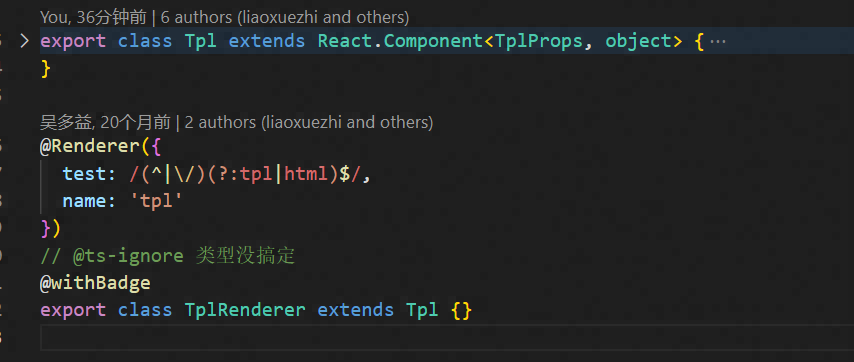 You, 36分钟前 | 6 authors (liaoxuezhi and others)
export class Tpl extends React.Component<TplProps, object> {…
}
吴多益, 20个月前 | 2 authors (liaoxuezhi and others)
@Renderer({
  test: /(^|\/)(?:tpl|html)$/,
  name: 'tpl'
})
// @ts-ignore 类型没搞定
@withBadge
export class TplRenderer extends Tpl {}